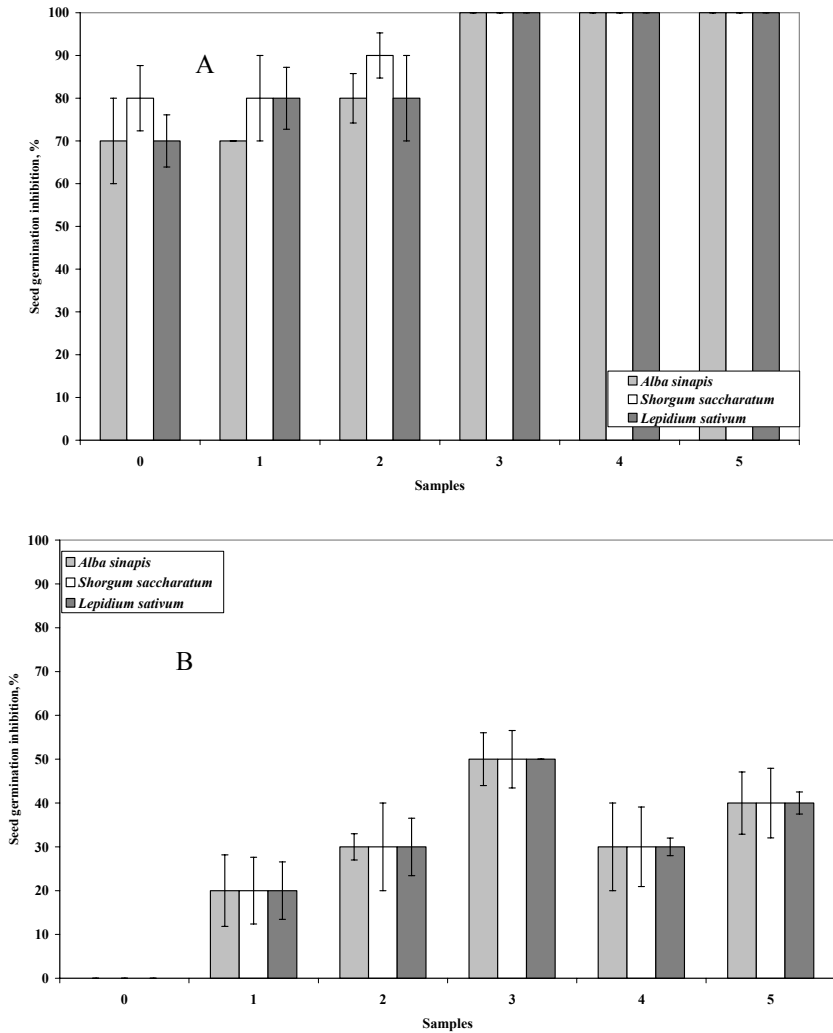 100
90
80
70
60
50
40
30
20
10
0
Seed germination inhibition, %
A
Alba sinapis
Shorgum saccharatum
Lepidium sativum
0 1 2 3 4 5
Samples
100
90
80
70
60
50
40
30
20
10
0
Seed germination inhibition,%
Alba sinapis
Shorgum saccharatum
Lepidium sativum
B
0 1 2 3 4 5
Samples